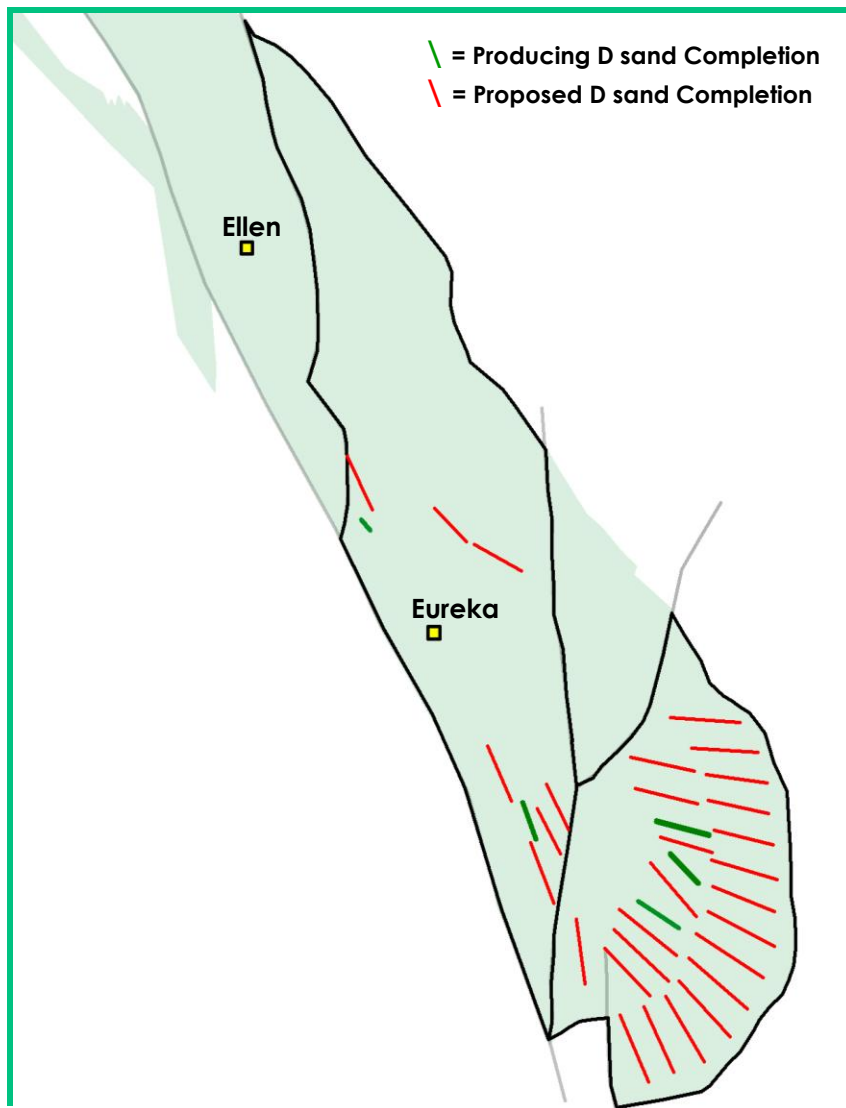 \ = Producing D sand Completion
\ = Proposed D sand Completion
Ellen
Eureka